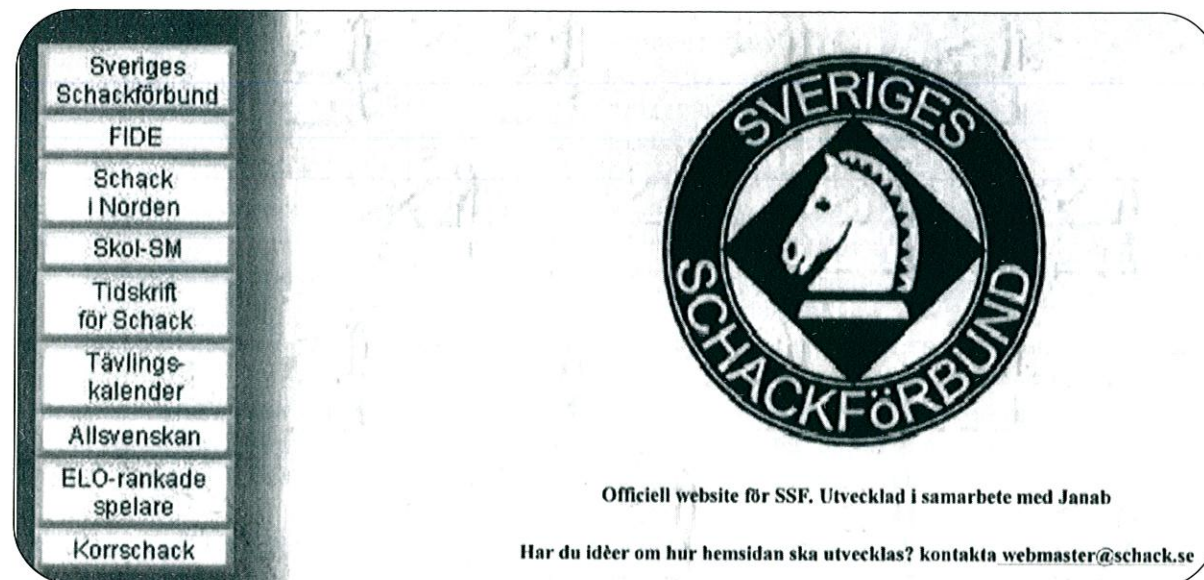 Sveriges
Schackförbund
FIDE
Schack
i Norden
Skol-SM
Tidskrift
för Schack
Tävlings-
kalender
Allsvenskan
ELO-rankade
spelare
Korrschack
SVERIGES
SCHACKFöRBUND
Officiell website för SSF. Utvecklad i samarbete med Janab
Har du idèer om hur hemsidan ska utvecklas? kontakta webmaster@schack.se